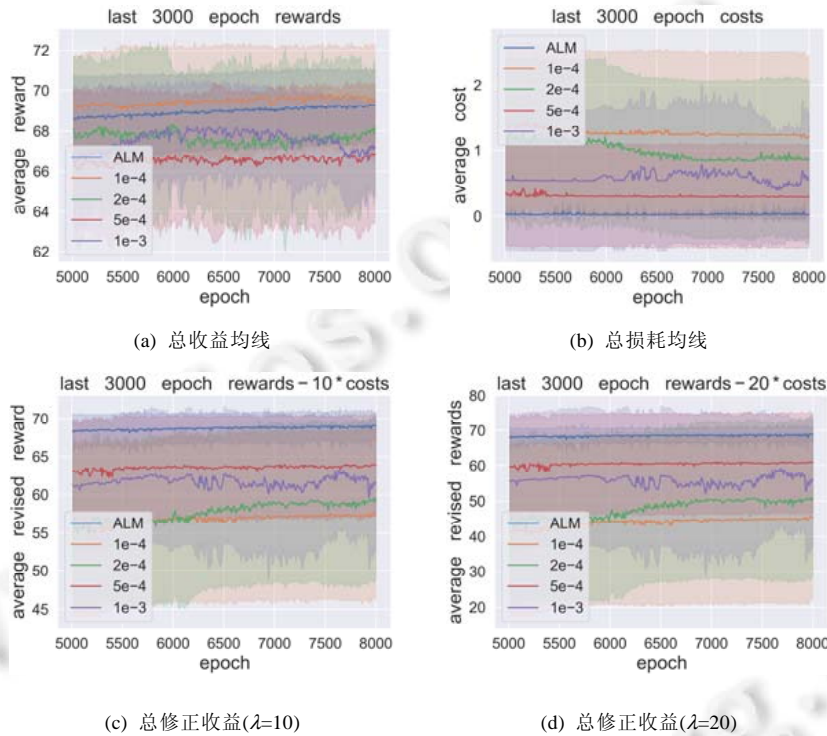 last 3000 epoch rewards
average reward
72
70
68
66
64
62
ALM
1e−4
2e−4
5e−4
1e−3
5000 5500 6000 6500 7000 7500 8000
epoch
(a) 总收益均线
last 3000 epoch costs
average cost
2
1
0
ALM
1e−4
2e−4
5e−4
1e−3
5000 5500 6000 6500 7000 7500 8000
epoch
(b) 总损耗均线
last 3000 epoch rewards−10*costs
average revised rewards
70
65
60
55
50
45
ALM
1e−4
2e−4
5e−4
1e−3
5000 5500 6000 6500 7000 7500 8000
epoch
(c) 总修正收益(λ=10)
last 3000 epoch rewards−20*costs
average revised rewards
80
70
60
50
40
30
20
ALM
1e−4
2e−4
5e−4
1e−3
5000 5500 6000 6500 7000 7500 8000
epoch
(d) 总修正收益(λ=20)